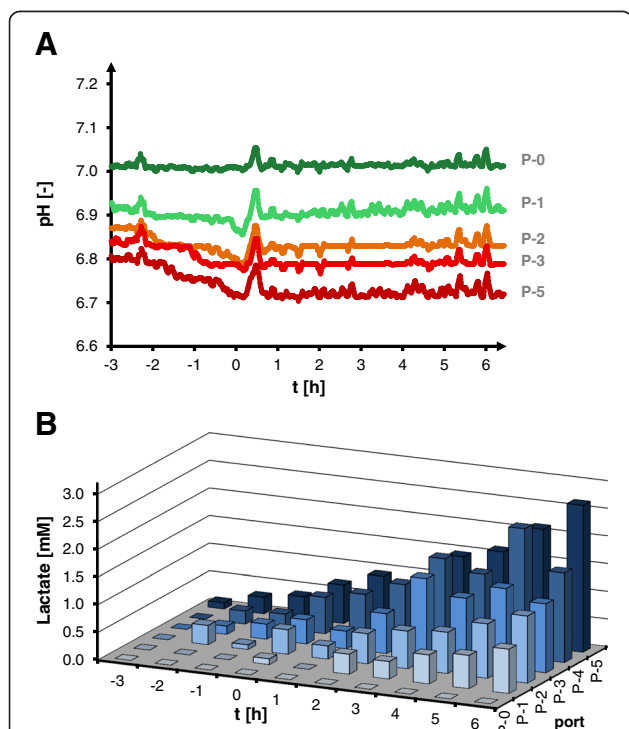 A
7.2
7.1
7.0
6.9
6.8
6.7
6.6
pH [-]
P-0
P-1
P-2
P-3
P-5
-3 -2 -1 0 1 2 3 4 5 6
t [h]
B
3.0
2.5
2.0
1.5
1.0
0.5
0.0
Lactate [mM]
-3 -2 -1 0 1 2 3 4 5 6
t [h]
P-0
P-1
P-2
P-3
P-4
P-5
port